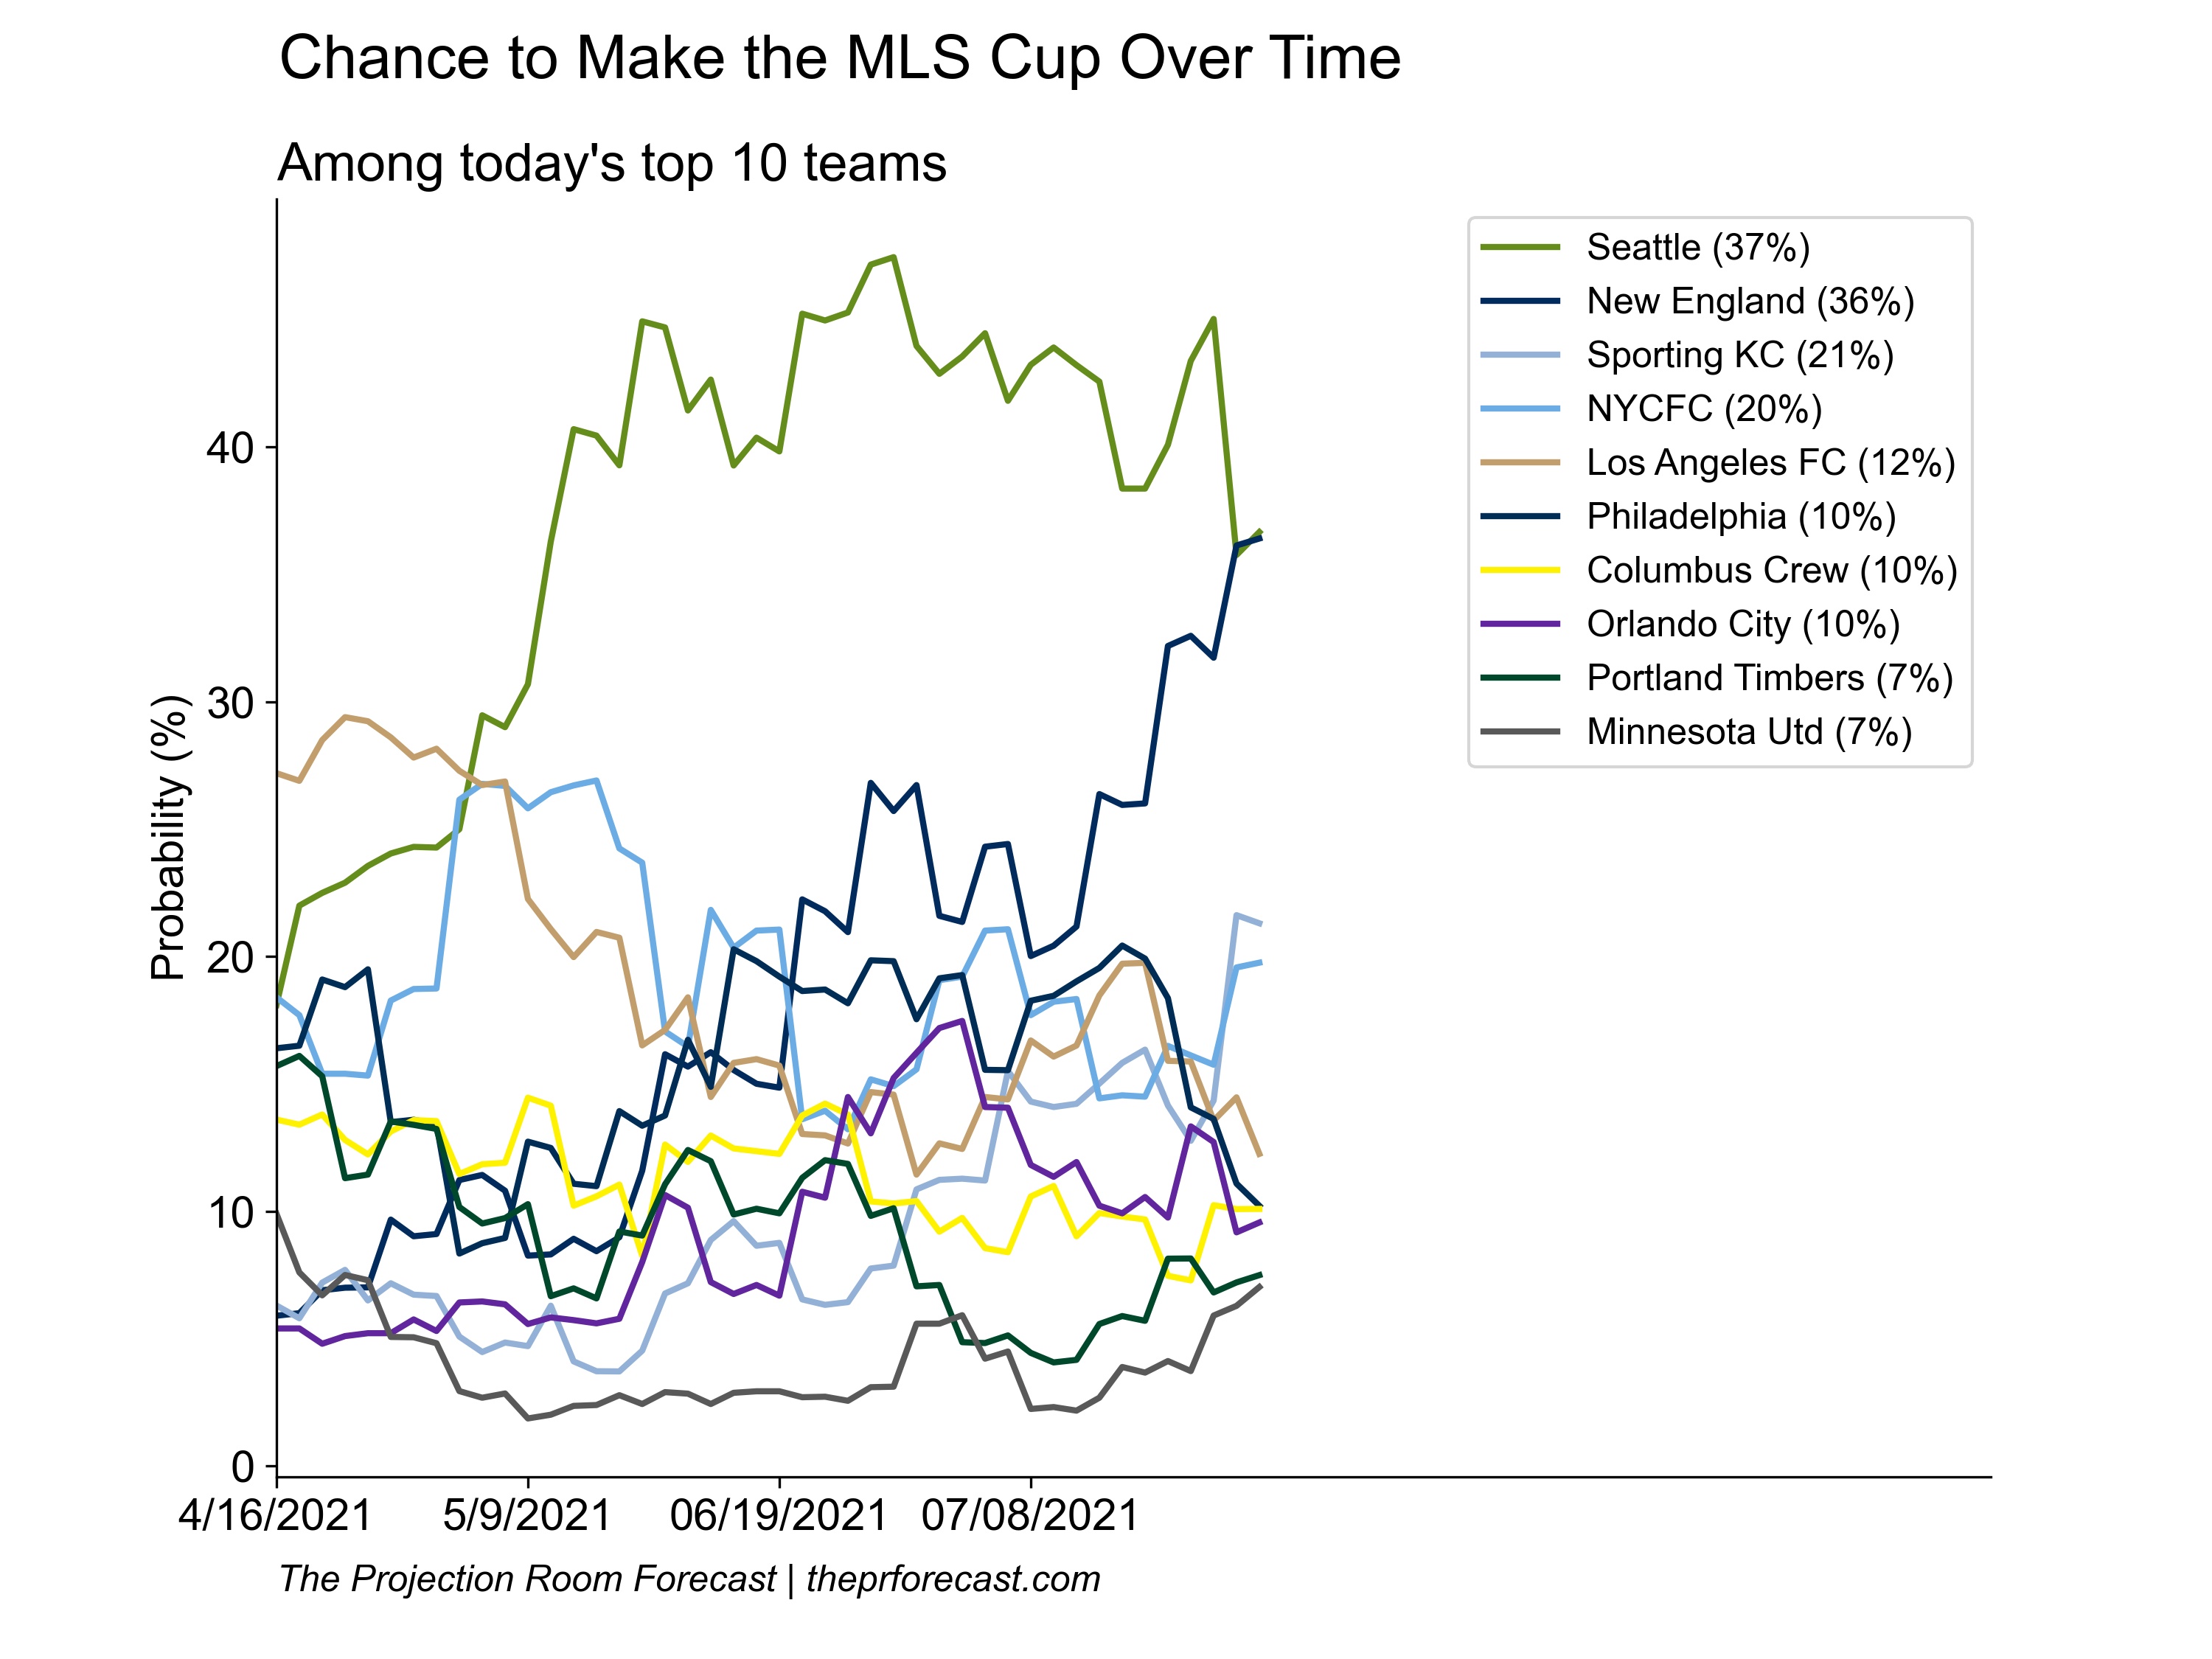 Chance to Make the MLS Cup Over Time
Among today's top 10 teams
Seattle (37%)
New England (36%)
Sporting KC (21%)
NYCFC (20%)
Los Angeles FC (12%)
Philadelphia (10%)
Columbus Crew (10%)
Orlando City (10%)
Portland Timbers (7%)
Minnesota Utd (7%)
Probability (%)
40
30
20
10
0
4/16/2021 5/9/2021 06/19/2021 07/08/2021
The Projection Room Forecast | theprforecast.com